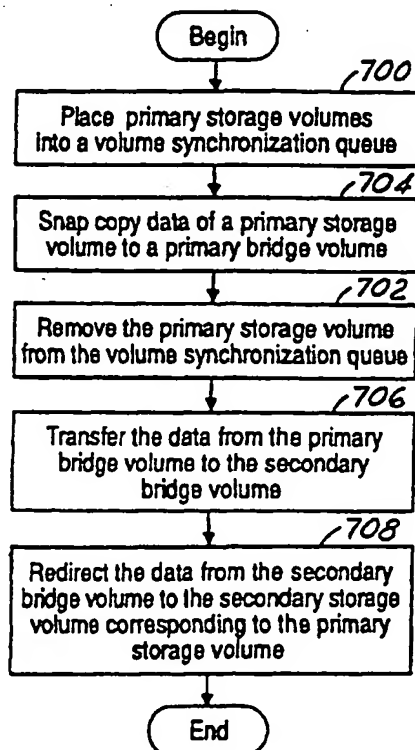 Begin
700
Place primary storage volumes
into a volume synchronization queue
704
Snap copy data of a primary storage
volume to a primary bridge volume
702
Remove the primary storage volume
from the volume synchronization queue
706
Transfer the data from the primary
bridge volume to the secondary
bridge volume
708
Redirect the data from the secondary
bridge volume to the secondary storage
volume corresponding to the primary
storage volume
End